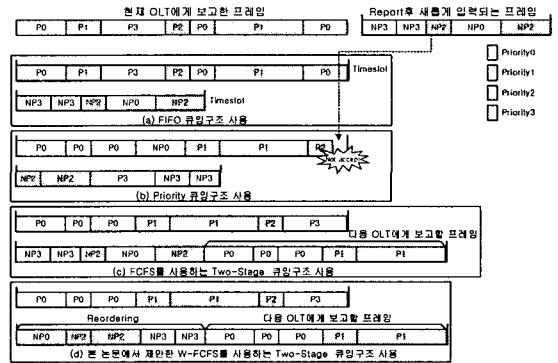 현재 OLT에게 보고한 프레임
Report후 새롭게 입력되는 프레임
P0 P1 P3 P2 P0 P1 P0
NP3 NP3 NP2 NP0 NP2
Priority0
Priority1
Priority2
Priority3
P0 P1 P3 P2 P0 P1 P0 Timeslot
NP3 NP3 NP2 NP0 NP2 Timeslot
(a) FIFO 큐잉구조 사용
P0 P0 P0 NP0 P1 P1 P2
NP2 NP2 P3 NP3 NP3
(b) Priority 큐잉구조 사용
P0 P0 P0 P1 P1 P2 P3
다음 OLT에게 보고할 프레임
NP3 NP3 NP2 NP0 NP2 P0 P0 P0 P1 P1
(c) FCFS를 사용하는 Two-Stage 큐잉구조 사용
P0 P0 P0 P1 P1 P2 P3
Reordering 다음 OLT에게 보고할 프레임
NP0 NP2 NP2 NP3 NP3 P0 P0 P0 P1 P1
(d) 본 논문에서 제안한 W-FCFS를 사용하는 Two-Stage 큐잉구조 사용